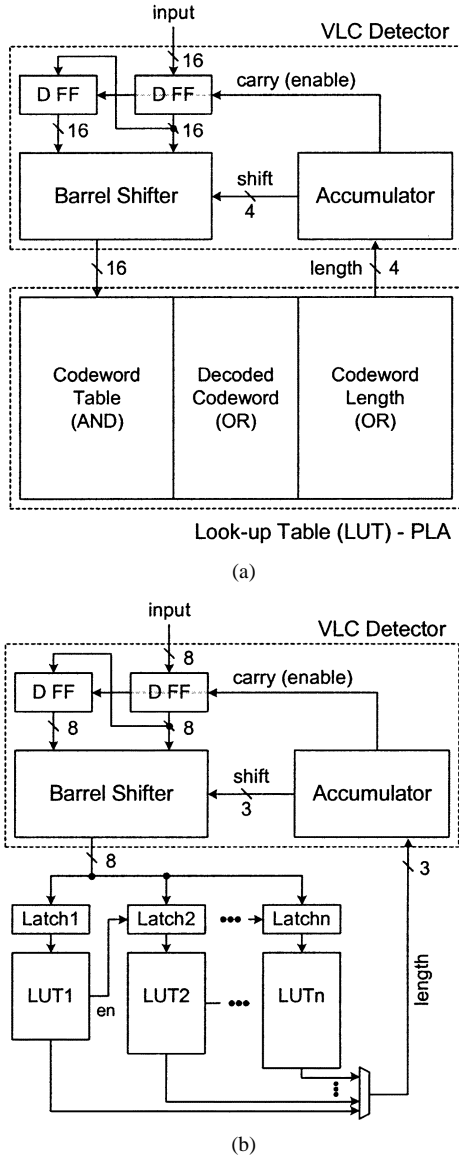 input
VLC Detector
16
carry (enable)
D FF
D FF
16
16
Barrel Shifter
shift
4
Accumulator
16
length
4
Codeword
Table
(AND)
Decoded
Codeword
(OR)
Codeword
Length
(OR)
Look-up Table (LUT) - PLA
(a)
input
VLC Detector
8
carry (enable)
D FF
D FF
8
8
Barrel Shifter
shift
3
Accumulator
8
3
Latch1
Latch2
Latchn
LUT1
en
LUT2
LUTn
length
(b)